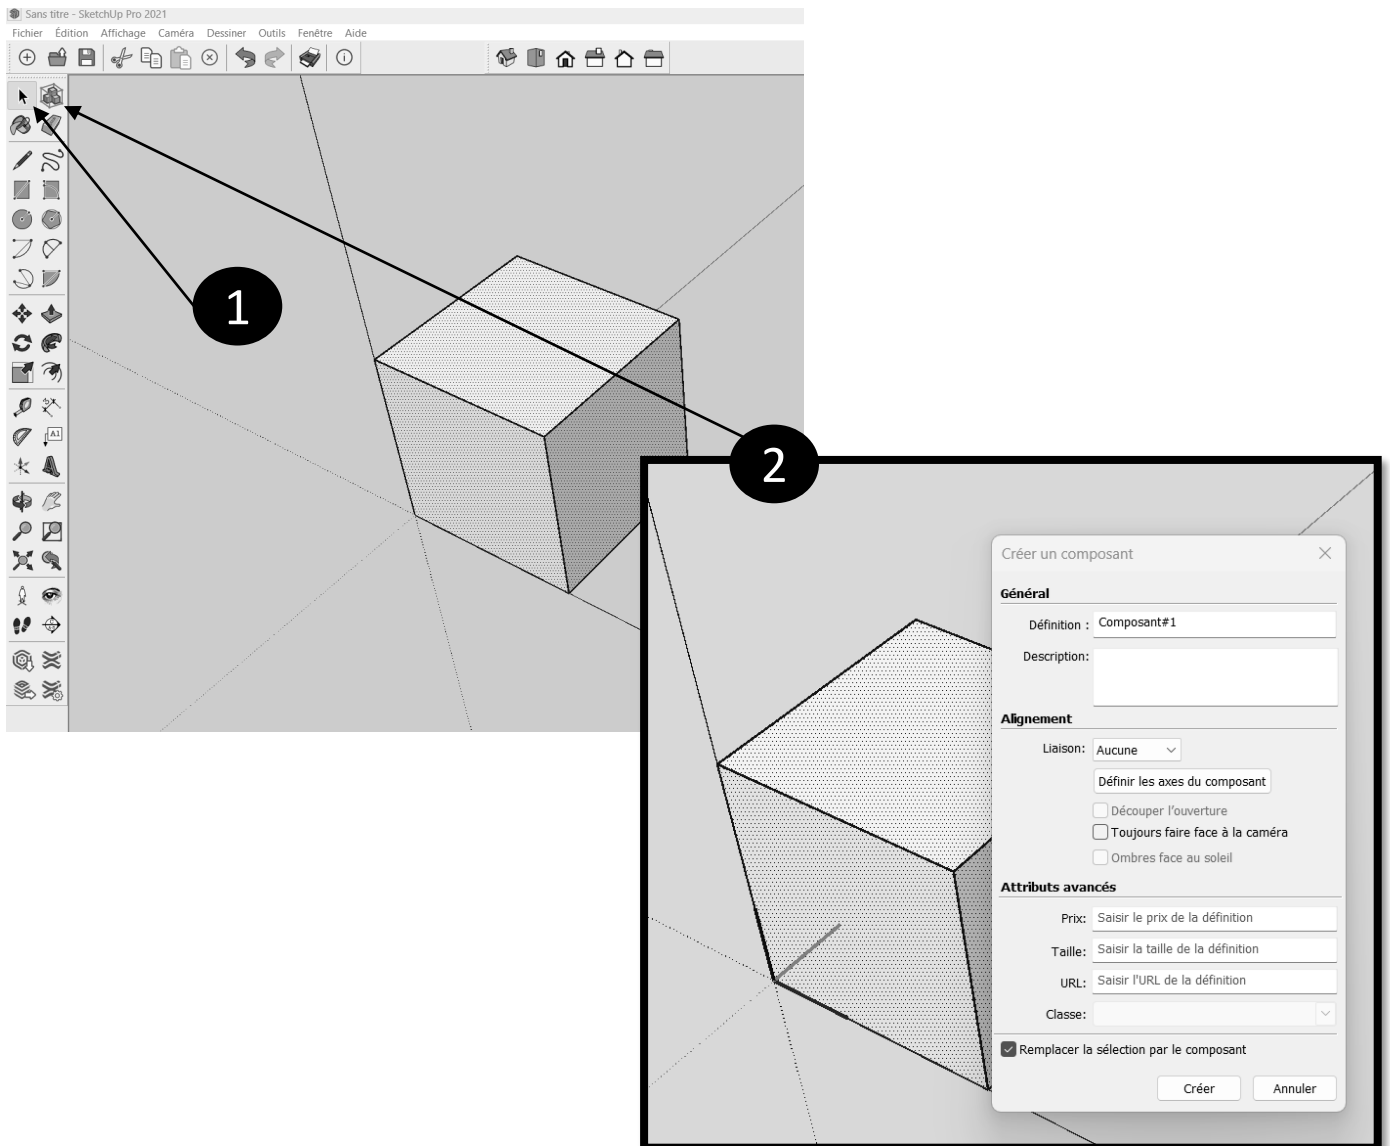 Sans titre - SketchUp Pro 2021
Fichier Édition Affichage Caméra Dessiner Outils Fenêtre Aide
A1
1
2
Créer un composant
Général
Définition : Composant#1
Description:
Alignement
Liaison: Aucune
Définir les axes du composant
Découper l'ouverture
Toujours faire face à la caméra
Ombres face au soleil
Attributs avancés
Prix: Saisir le prix de la définition
Taille: Saisir la taille de la définition
URL: Saisir l'URL de la définition
Classe:
Remplacer la sélection par le composant
Créer Annuler